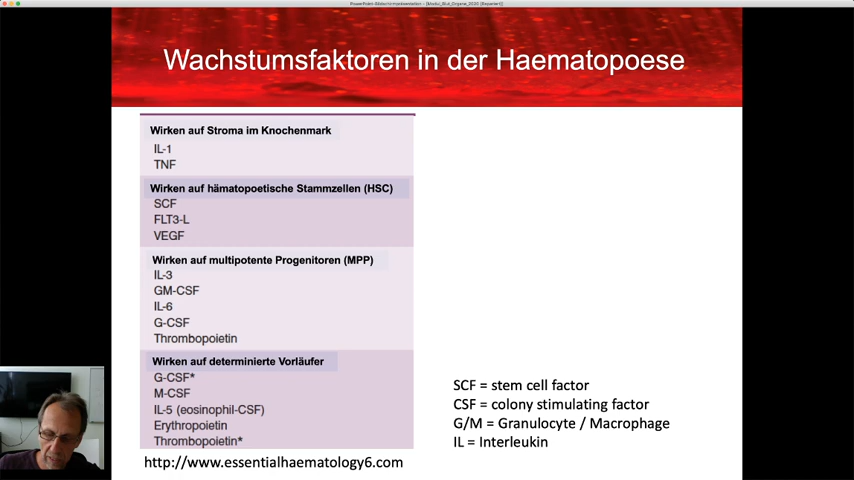 PowerPoint-Bildschirmpräsentation - [Modul_Blut_Organe_2020 [Repariert]]
Wachstumsfaktoren in der Haematopoese
Wirken auf Stroma im Knochenmark
IL-1
TNF
Wirken auf hämatopoetische Stammzellen (HSC)
SCF
FLT3-L
VEGF
Wirken auf multipotente Progenitoren (MPP)
IL-3
GM-CSF
IL-6
G-CSF
Thrombopoietin
Wirken auf determinierte Vorläufer
G-CSF*
M-CSF
IL-5 (eosinophil-CSF)
Erythropoietin
Thrombopoietin*
http://www.essentialhaematology6.com
SCF = stem cell factor
CSF = colony stimulating factor
G/M = Granulocyte / Macrophage
IL = Interleukin